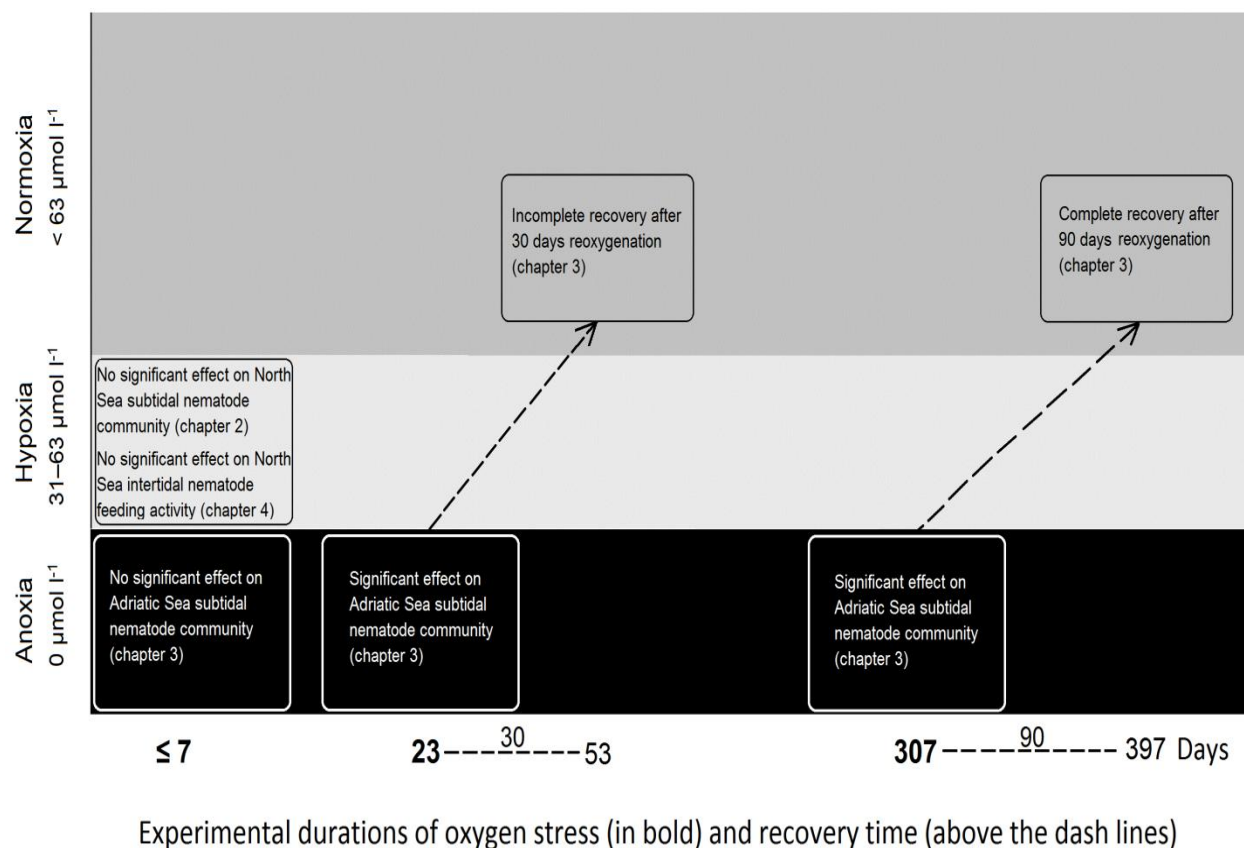 Normoxia
< 63 µmol l⁻¹
Incomplete recovery after
30 days reoxygenation
(chapter 3)
Complete recovery after
90 days reoxygenation
(chapter 3)
Hypoxia
31–63 µmol l⁻¹
No significant effect on North
Sea subtidal nematode
community (chapter 2)
No significant effect on North
Sea intertidal nematode
feeding activity (chapter 4)
Anoxia
0 µmol l⁻¹
No significant effect on
Adriatic Sea subtidal
nematode community
(chapter 3)
Significant effect on
Adriatic Sea subtidal
nematode community
(chapter 3)
Significant effect on
Adriatic Sea subtidal
nematode community
(chapter 3)
≤ 7
23
30
53
307
90
397 Days
Experimental durations of oxygen stress (in bold) and recovery time (above the dash lines)